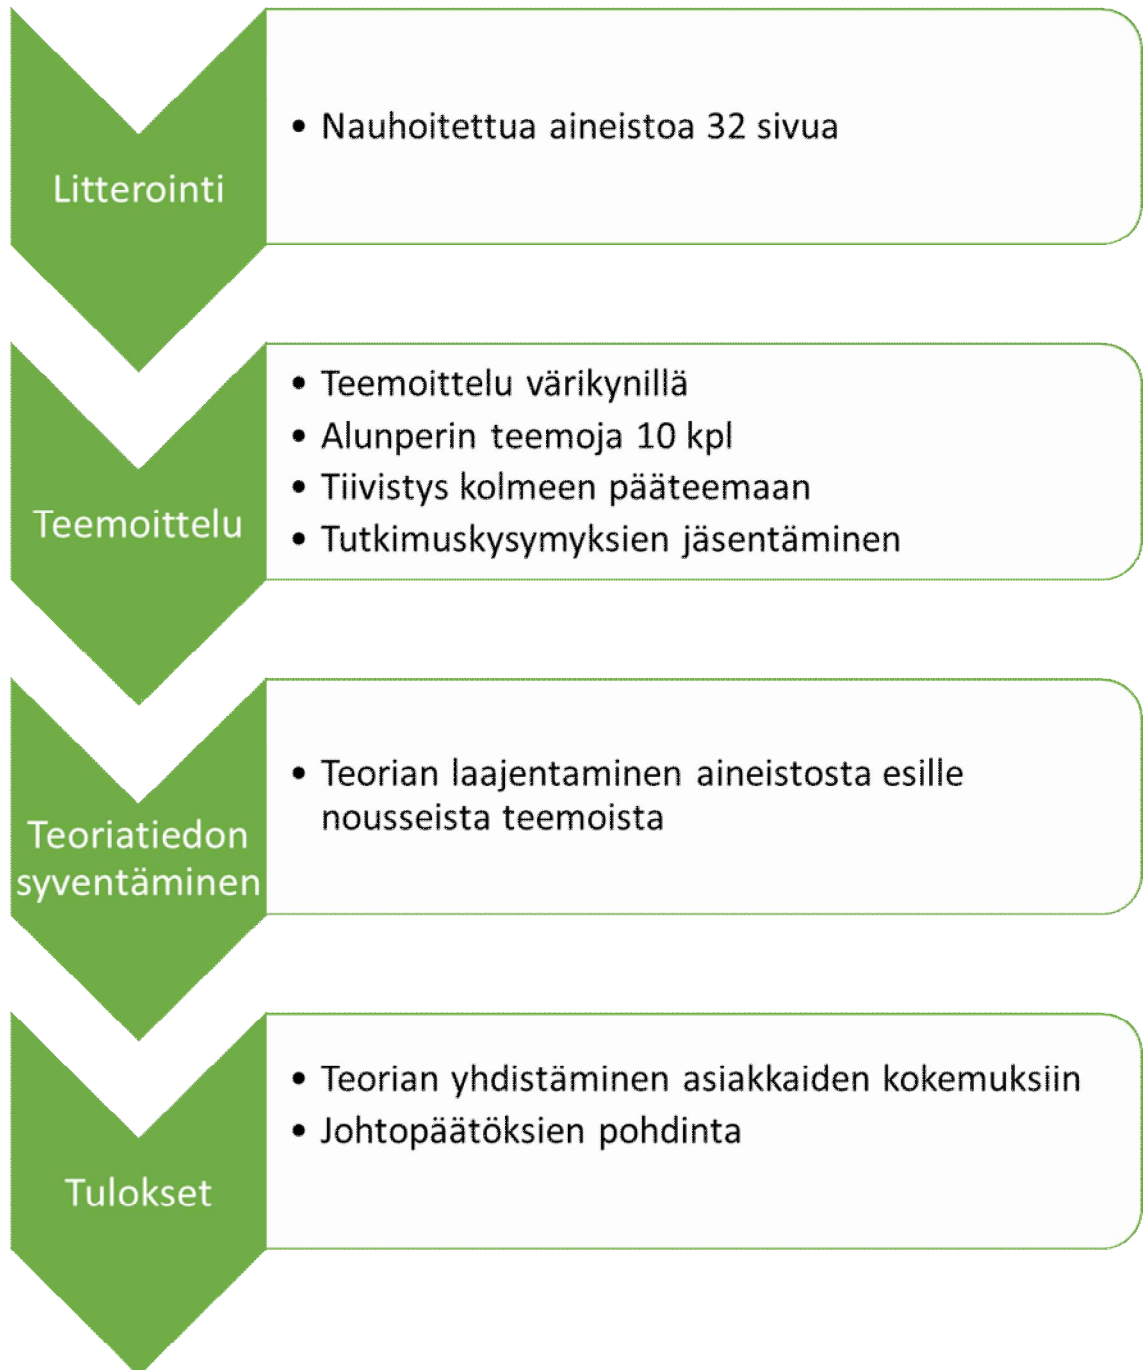 Litterointi
• Nauhoitettua aineistoa 32 sivua
Teemoittelu
• Teemoittelu värikynillä
• Alunperin teemoja 10 kpl
• Tiivistys kolmeen pääteemaan
• Tutkimuskysymyksien jäsentäminen
Teoriatiedon
syventäminen
• Teorian laajentaminen aineistosta esille
nousseista teemoista
Tulokset
• Teorian yhdistäminen asiakkaiden kokemuksiin
• Johtopäätöksien pohdinta